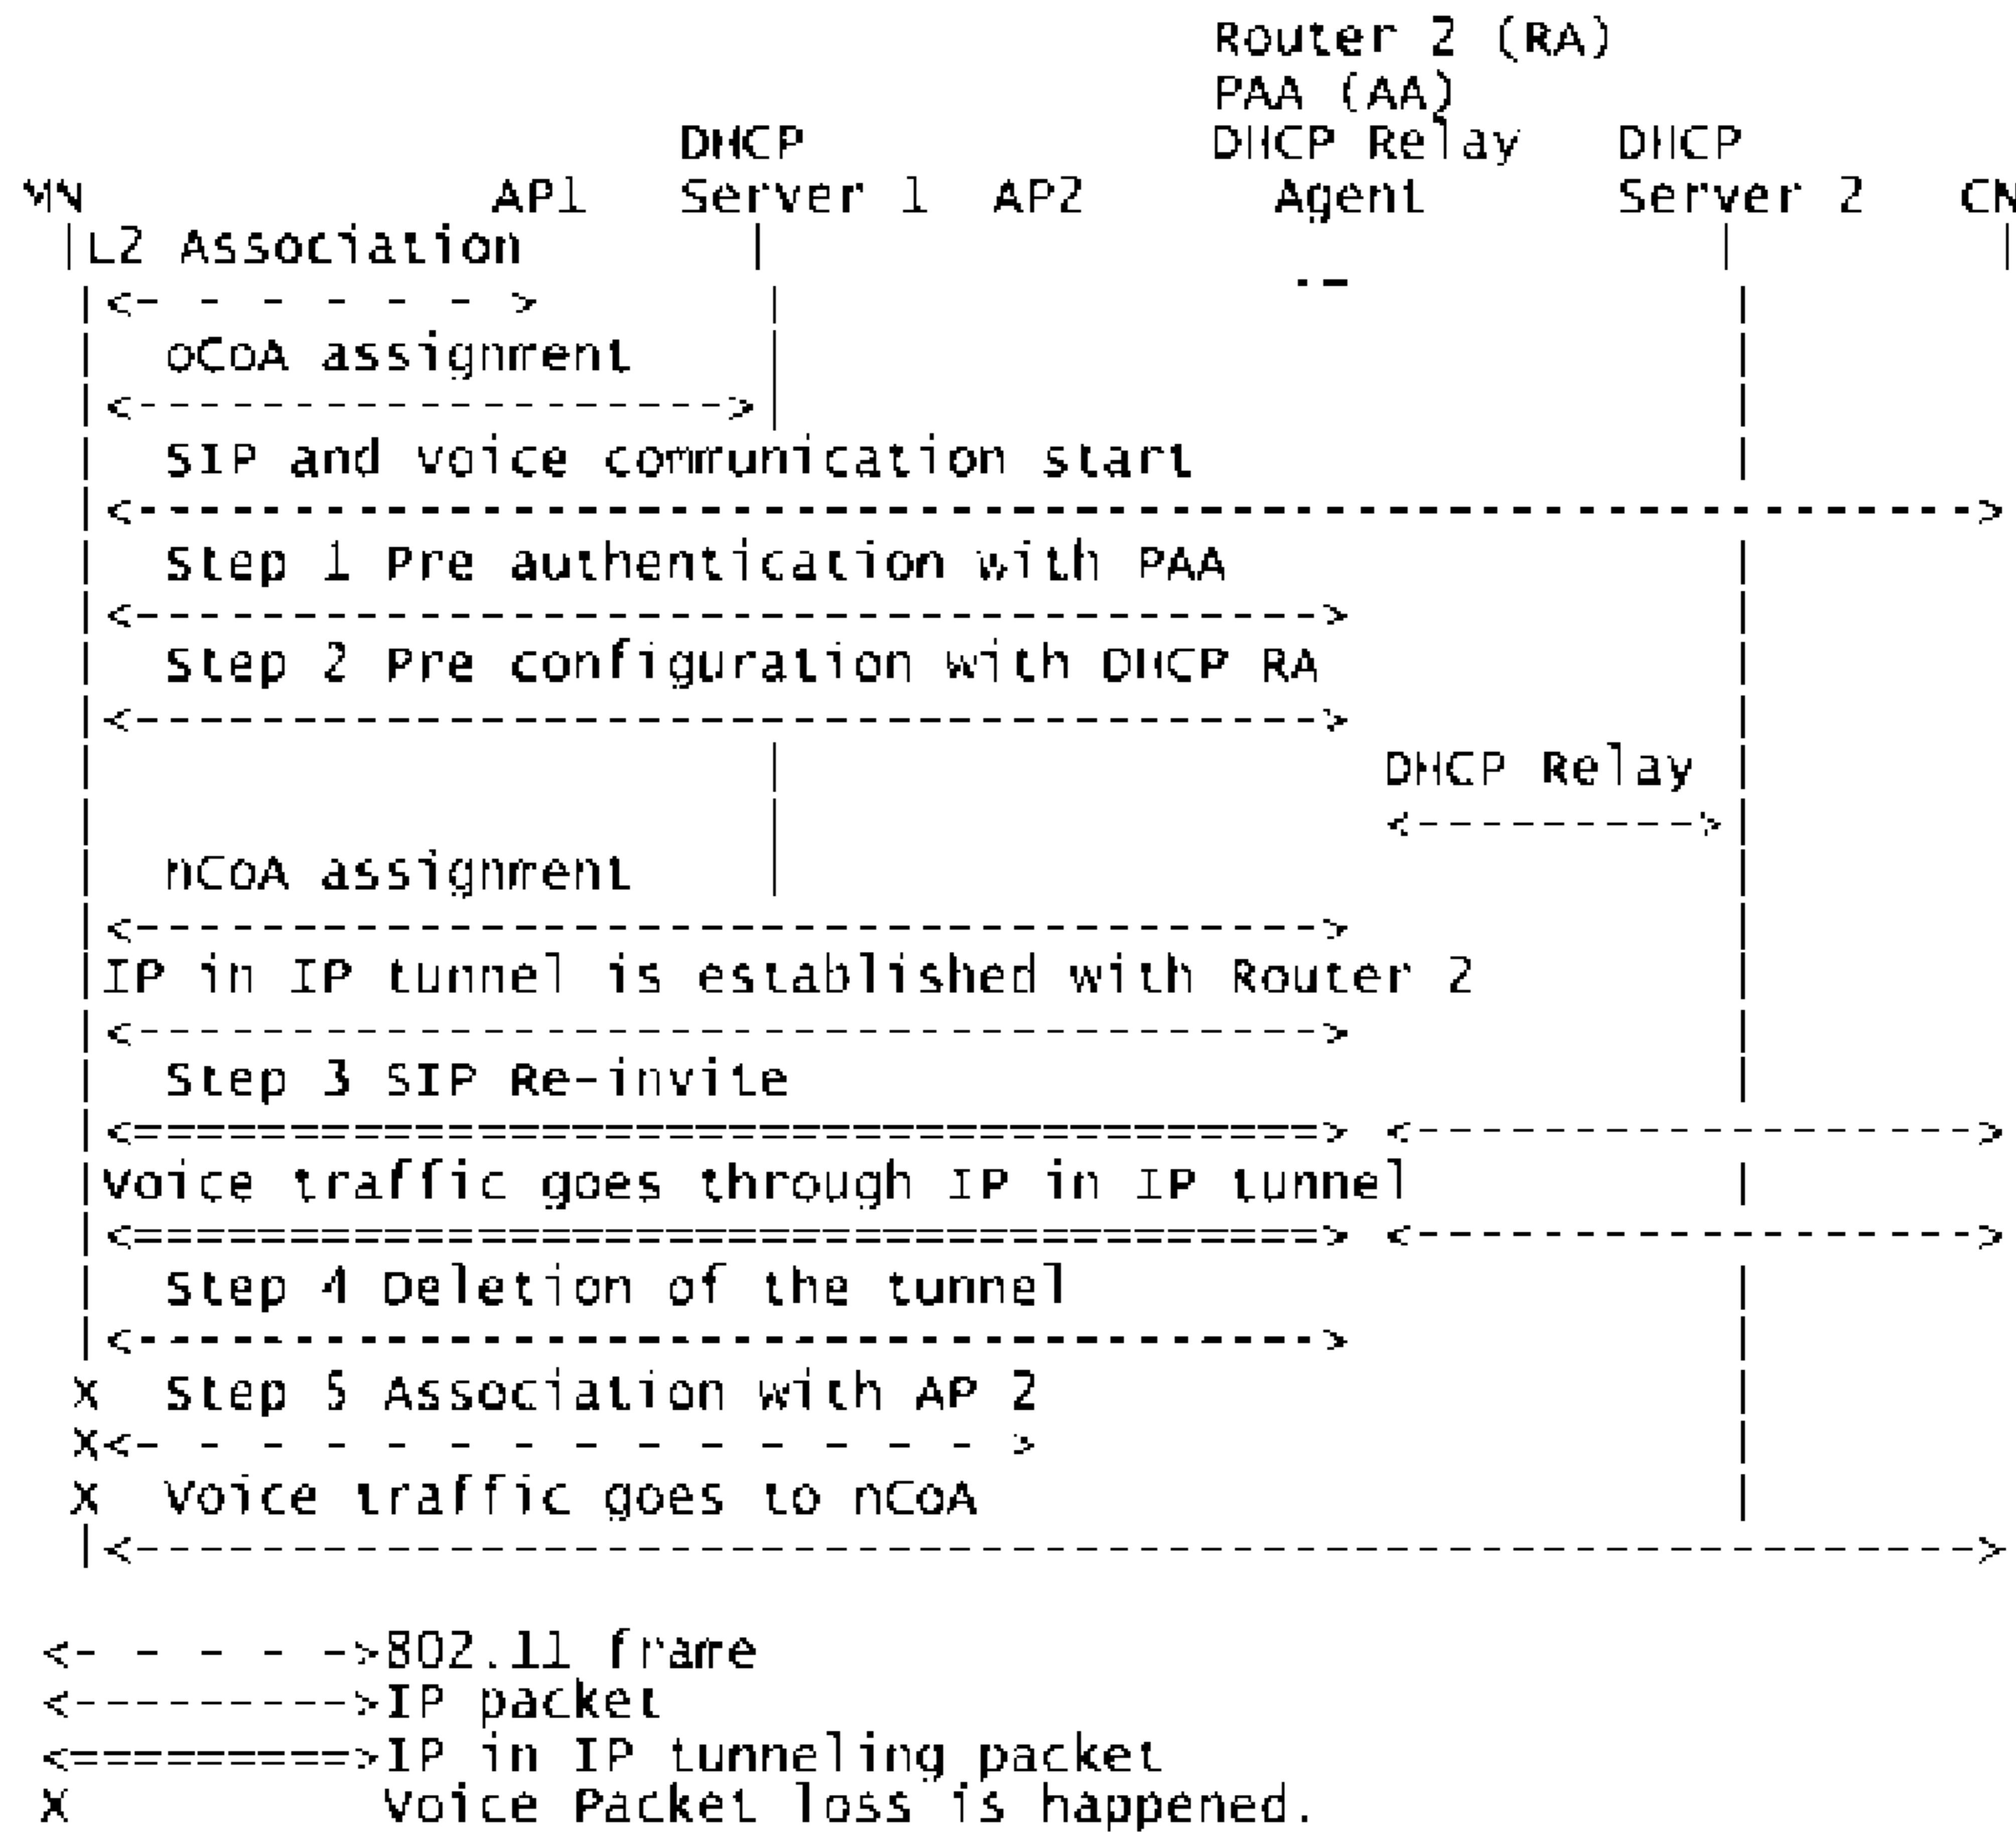 Router 2 (RA)
PAA (AA)
DHCP DHCP Relay DHCP
MN AP1 Server 1 AP2 Agent Server 2 CN
|L2 Association | | |
|<- - - - - - > | |
| oCoA assignment | |
|<------------------->| |
| SIP and voice communication start |
|<----------------------------------------------------------->
Step 1 Pre authentication with PAA |
|<--------------------------------------> |
| Step 2 Pre configuration with DHCP RA |
|<--------------------------------------> |
| | DHCP Relay |
| | <---------->|
| nCoA assignment | |
|<--------------------------------------> |
|IP in IP tunnel is established with Router 2 |
|<--------------------------------------> |
| Step 3 SIP Re-invite |
|<======================================> <------------------>
|Voice traffic goes through IP in IP tunnel |
|<======================================> <------------------>
| Step 4 Deletion of the tunnel |
|<--------------------------------------> |
X Step 5 Association with AP 2 |
X<- - - - - - - - - - - - - - > |
X Voice traffic goes to nCoA |
|<----------------------------------------------------------->
<- - - - ->802.11 frame
<--------->IP packet
<=========>IP in IP tunneling packet
X Voice Packet loss is happened.